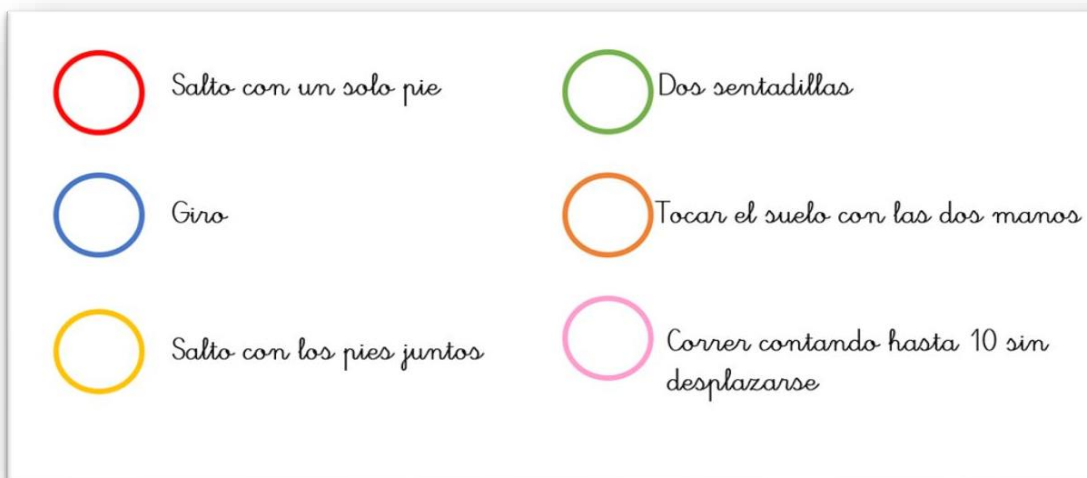 Salto con un solo pie
Dos sentadillas
Giro
Tocar el suelo con las dos manos
Salto con los pies juntos
Correr contando hasta 10 sin
desplazarse